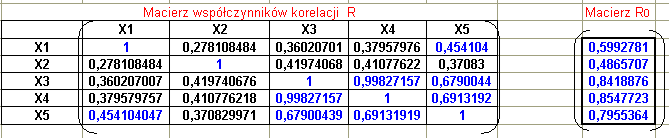 Macierz współczynników korelacji R Macierz Ro
X1 X2 X3 X4 X5
X1 1 0,278108484 0,36020701 0,37957976 0,454104 0,5992781
X2 0,278108484 1 0,41974068 0,41077622 0,37083 0,4865707
X3 0,360207007 0,419740676 1 0,99827157 0,6790044 0,8418876
X4 0,379579757 0,410776218 0,99827157 1 0,6913192 0,8547723
X5 0,454104047 0,370829971 0,67900439 0,69131919 1 0,7955364